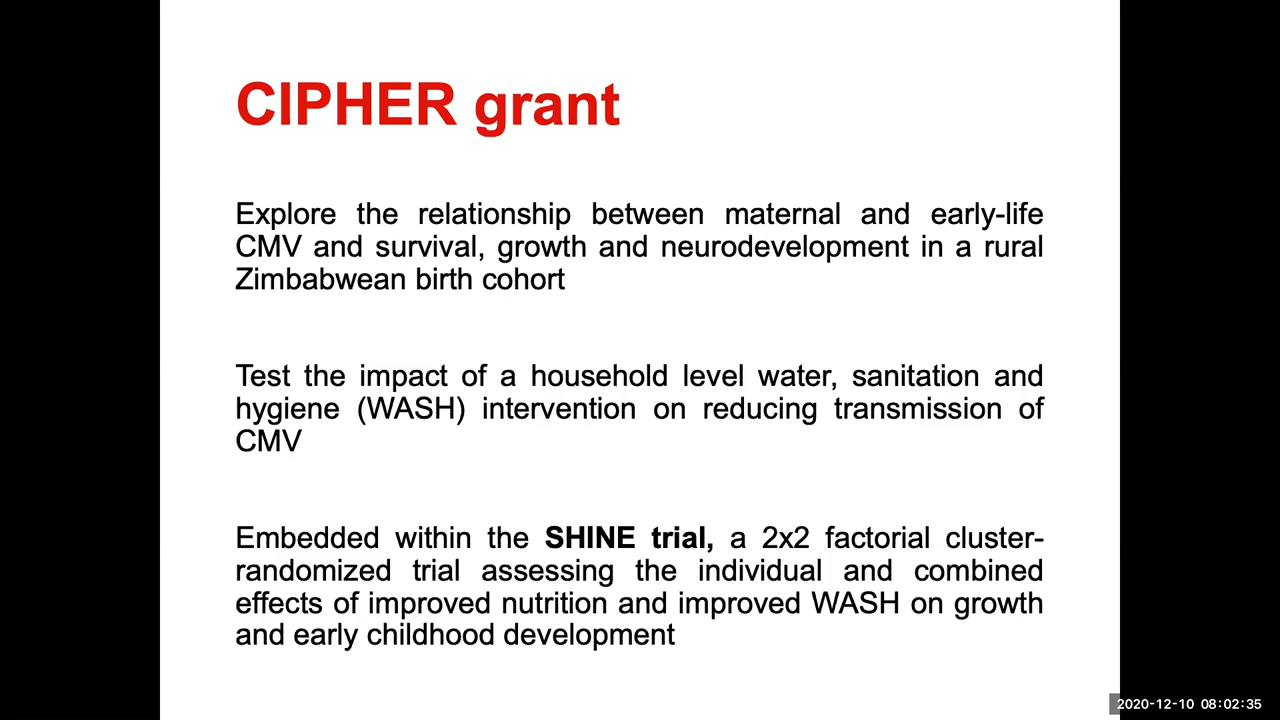 CIPHER grant
Explore the relationship between maternal and early-life
CMV and survival, growth and neurodevelopment in a rural
Zimbabwean birth cohort
Test the impact of a household level water, sanitation and
hygiene (WASH) intervention on reducing transmission of
CMV
Embedded within the SHINE trial, a 2x2 factorial cluster-
randomized trial assessing the individual and combined
effects of improved nutrition and improved WASH on growth
and early childhood development
2020-12-10 08:02:35